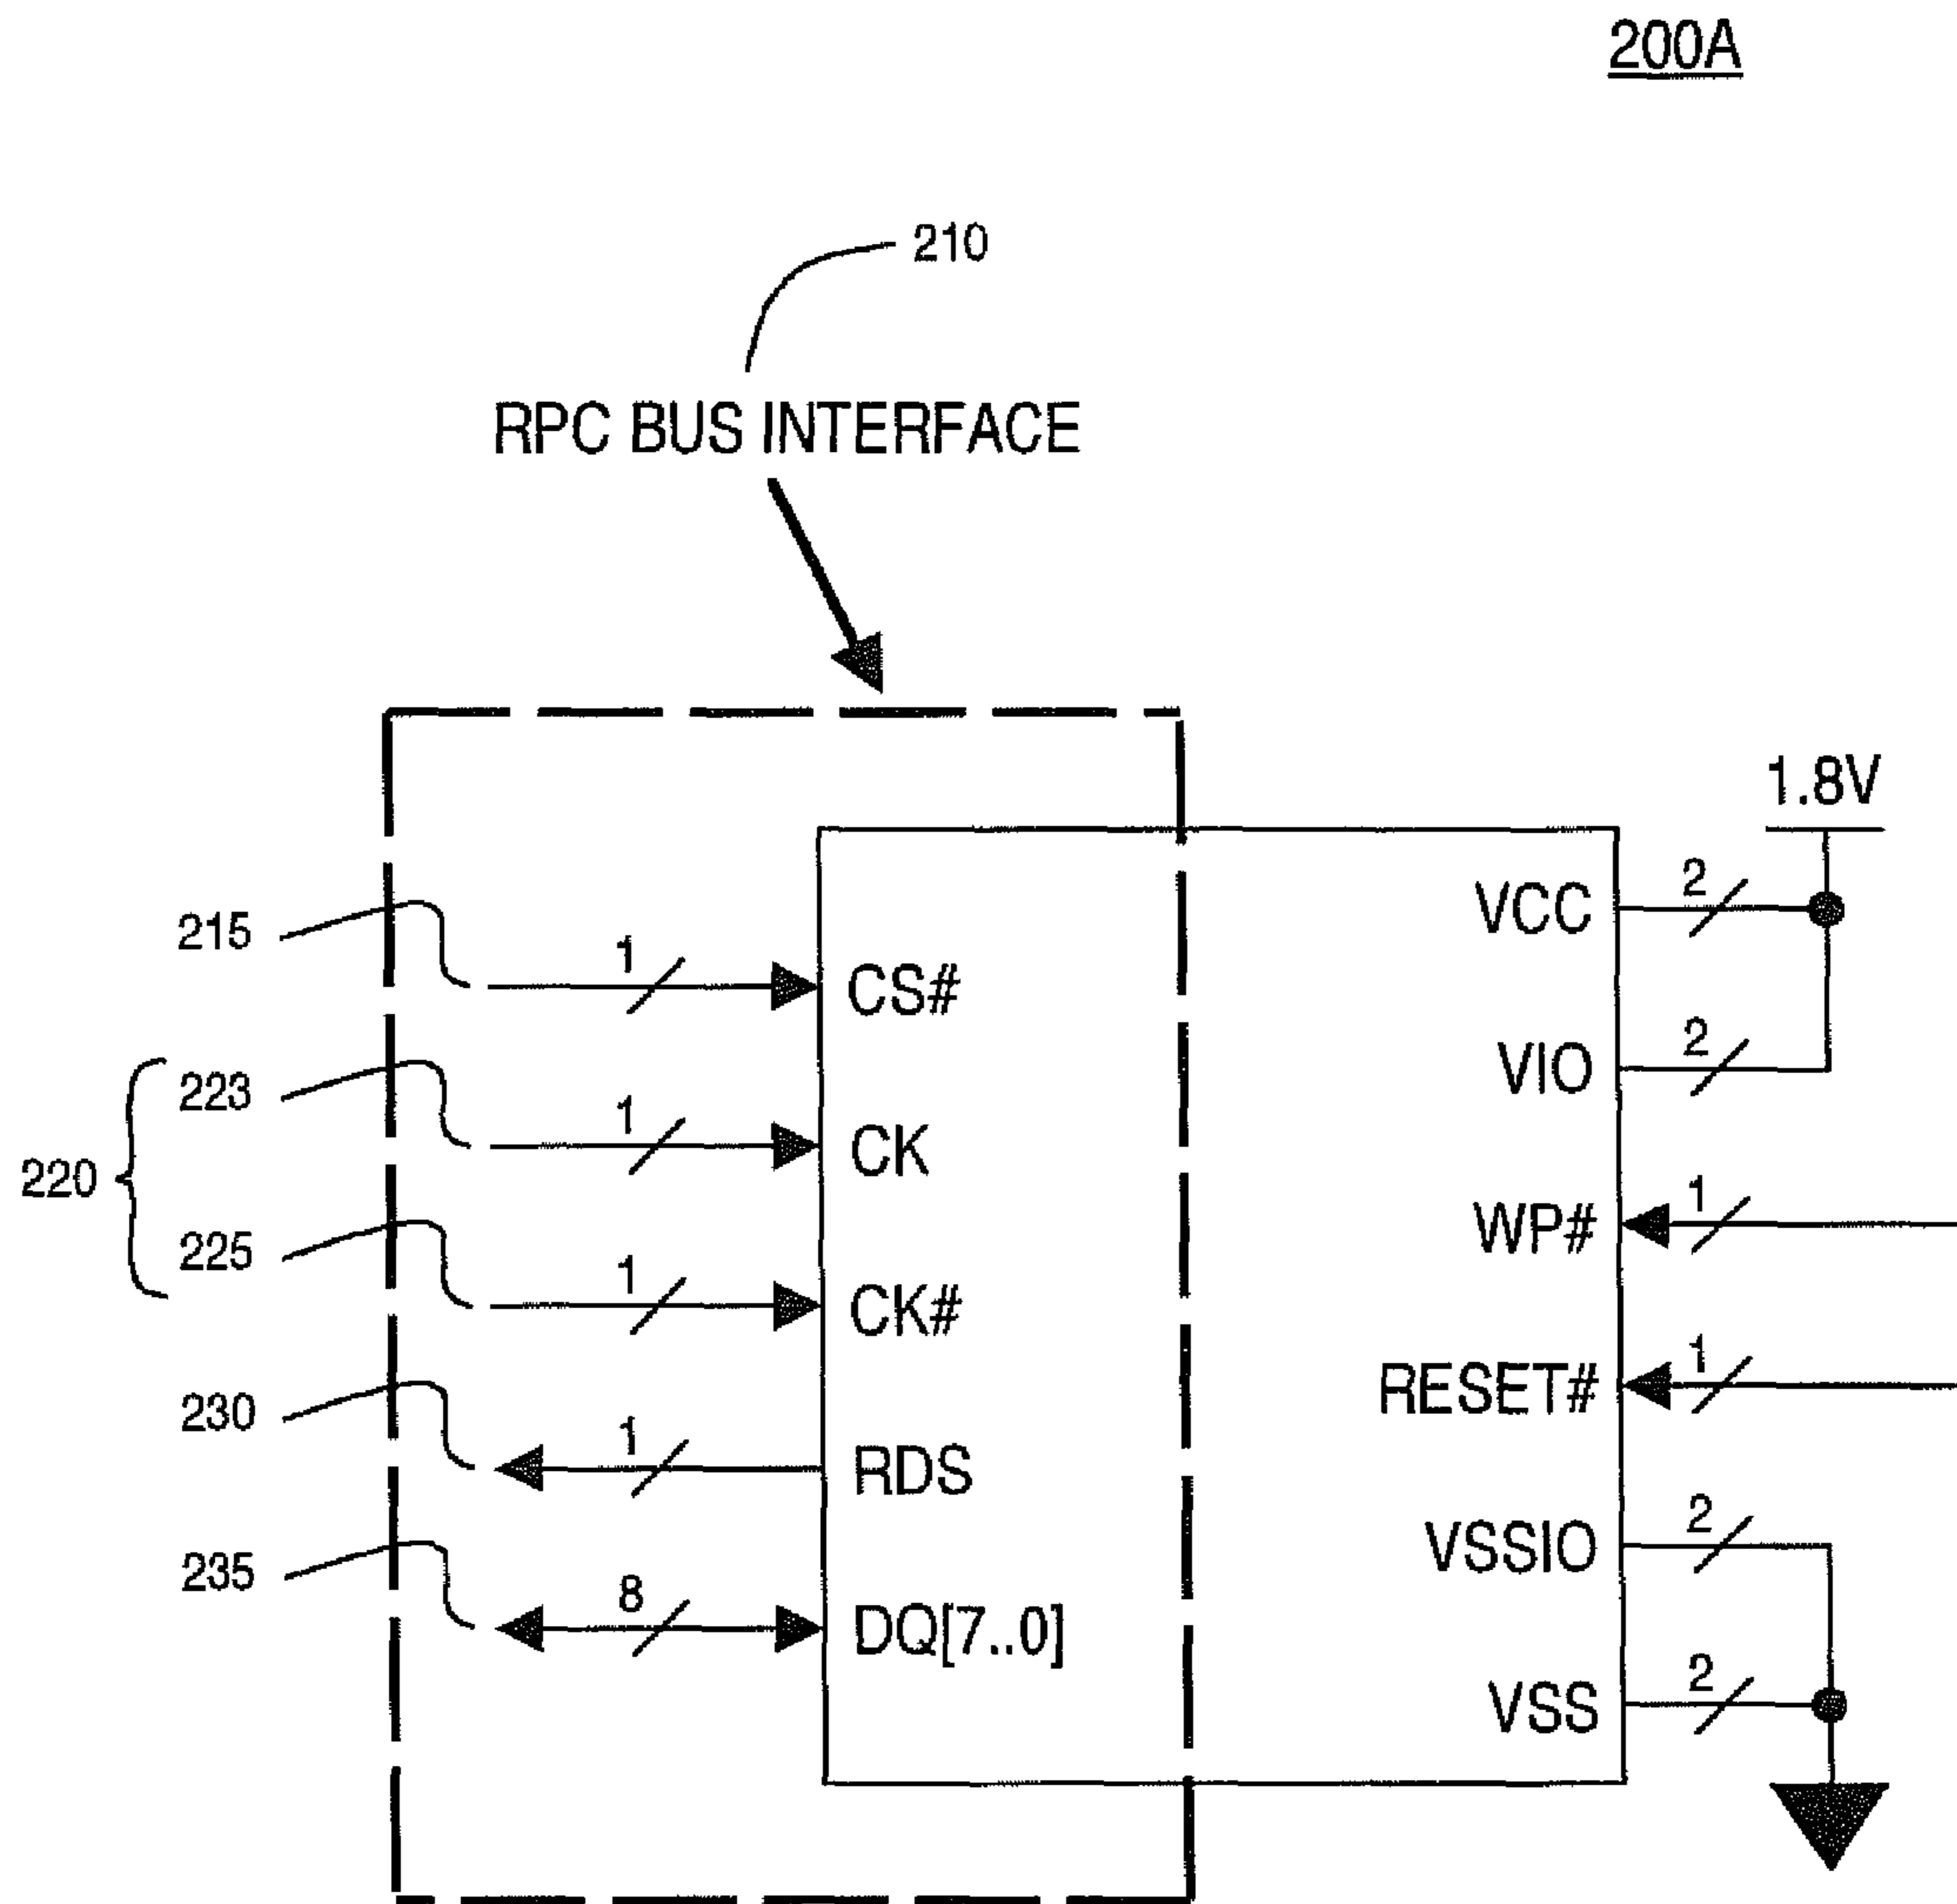 200A
210
RPC BUS INTERFACE
1.8V
215
1
CS#
VCC
2
220
223
1
CK
VIO
2
225
1
CK#
WP#
1
230
1
RDS
RESET#
1
235
8
DQ[7..0]
VSSIO
2
VSS
2